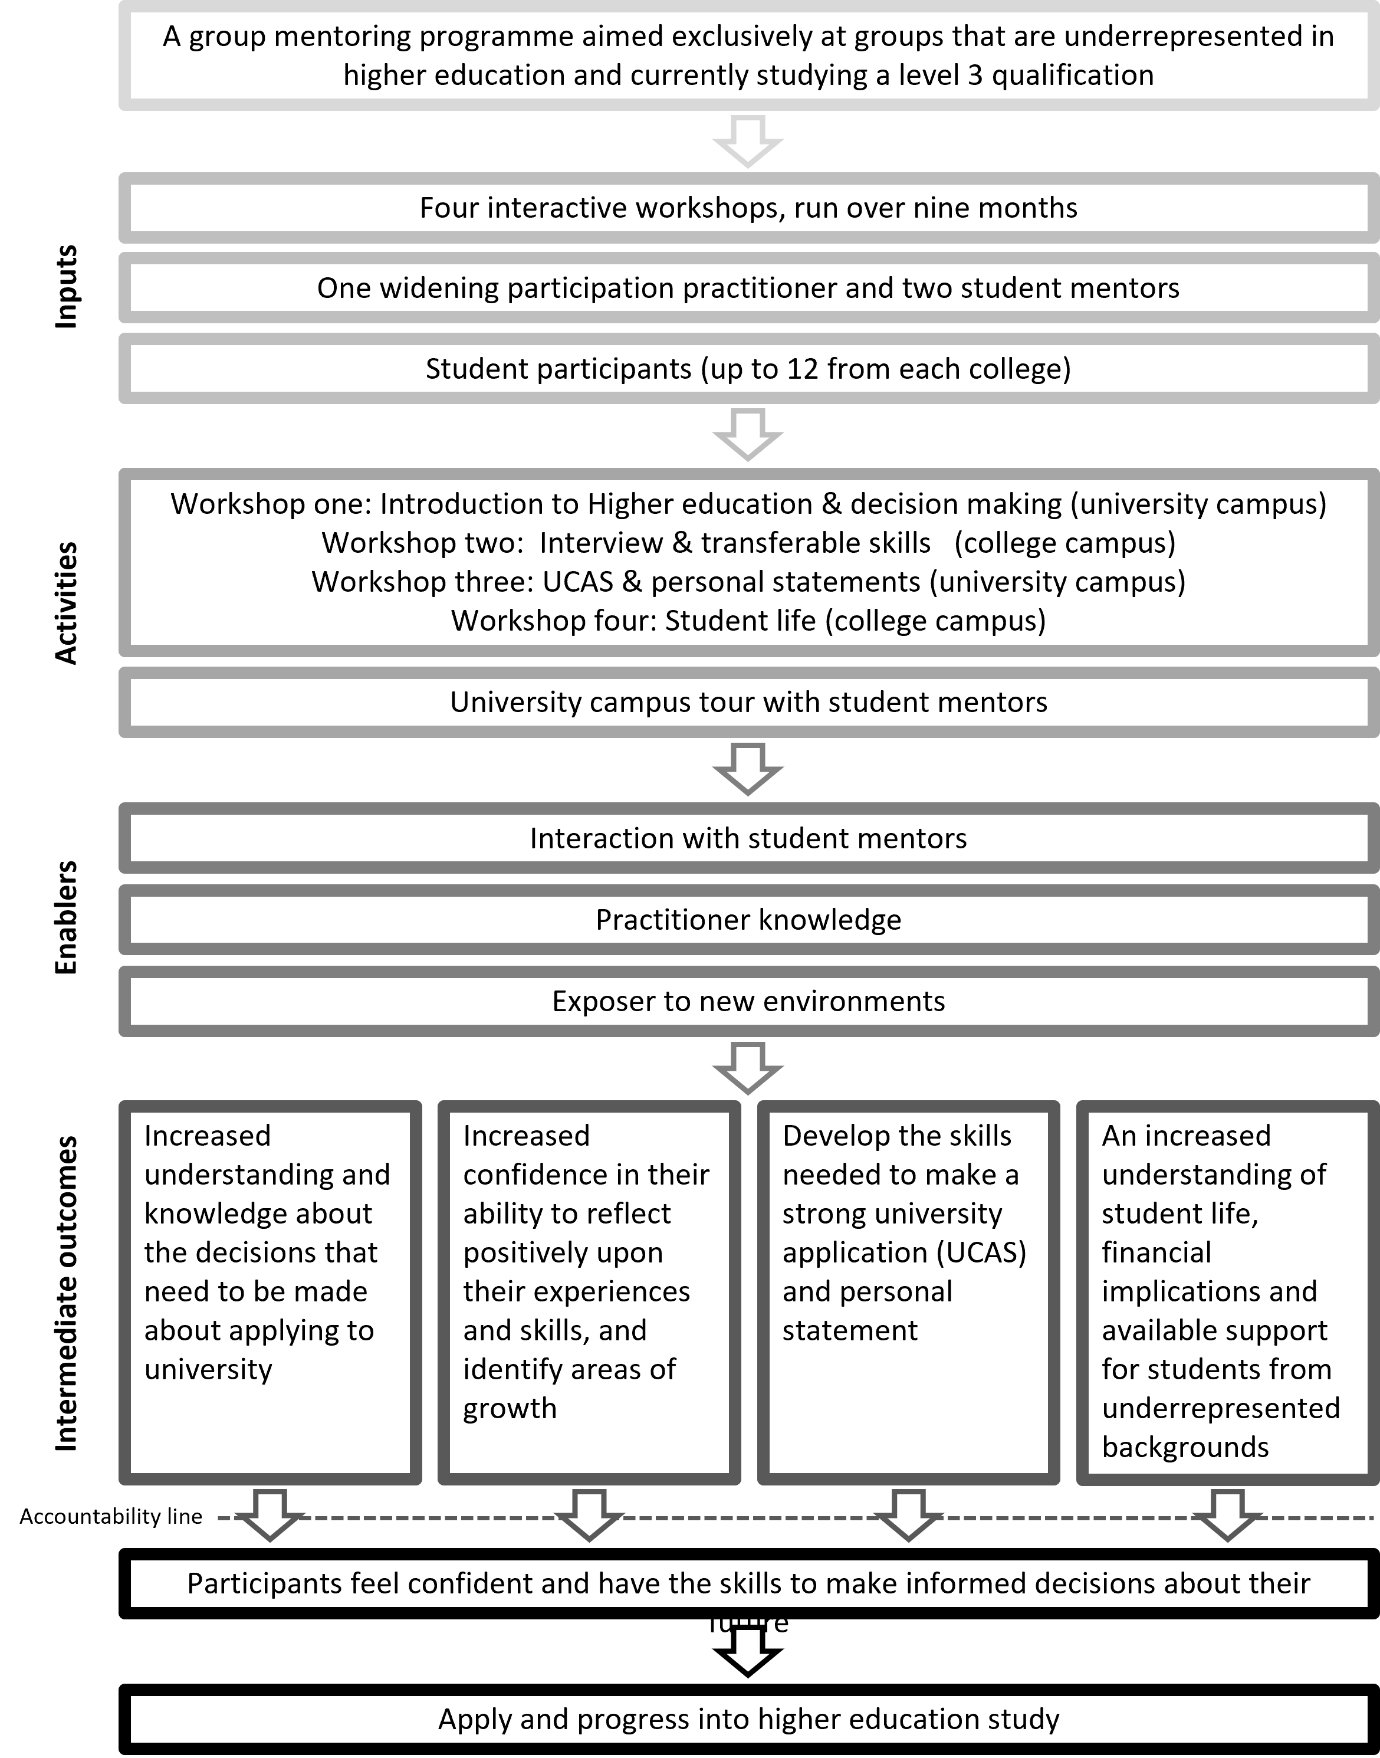 A group mentoring programme aimed exclusively at groups that are underrepresented in
higher education and currently studying a level 3 qualification
Inputs
Four interactive workshops, run over nine months
One widening participation practitioner and two student mentors
Student participants (up to 12 from each college)
Activities
Workshop one: Introduction to Higher education & decision making (university campus)
Workshop two:  Interview & transferable skills   (college campus)
Workshop three: UCAS & personal statements (university campus)
Workshop four: Student life (college campus)
University campus tour with student mentors
Enablers
Interaction with student mentors
Practitioner knowledge
Exposer to new environments
Intermediate outcomes
Increased
understanding and
knowledge about
the decisions that
need to be made
about applying to
university
Increased
confidence in their
ability to reflect
positively upon
their experiences
and skills, and
identify areas of
growth
Develop the skills
needed to make a
strong university
application (UCAS)
and personal
statement
An increased
understanding of
student life,
financial
implications and
available support
for students from
underrepresented
backgrounds
Accountability line
Participants feel confident and have the skills to make informed decisions about their
future
Apply and progress into higher education study